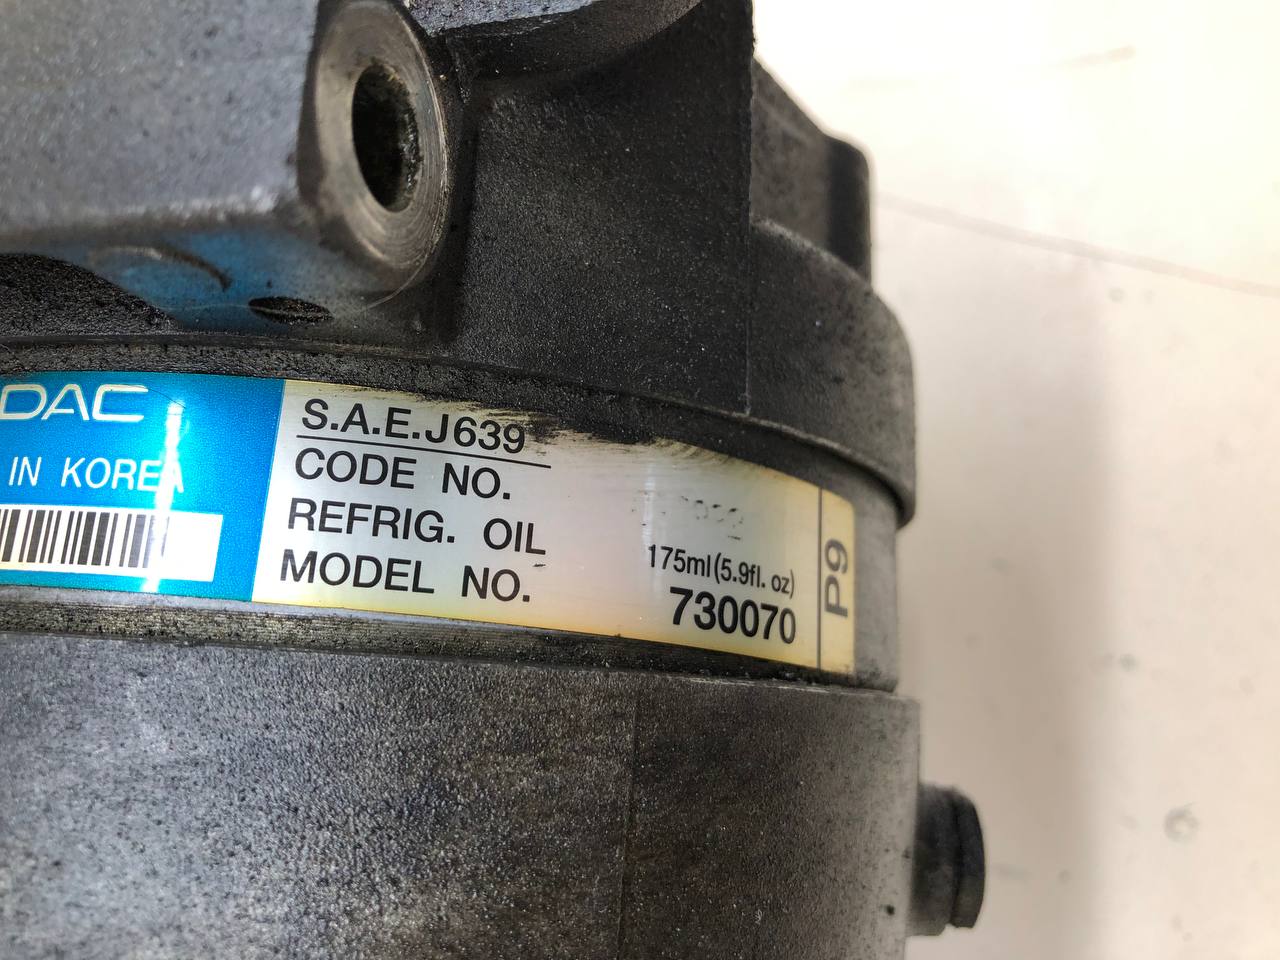 DAC
IN KOREA
S.A.E.J639
CODE NO.
REFRIG. OIL 175ml(5.9fl. oz)
MODEL NO. 730070
P9